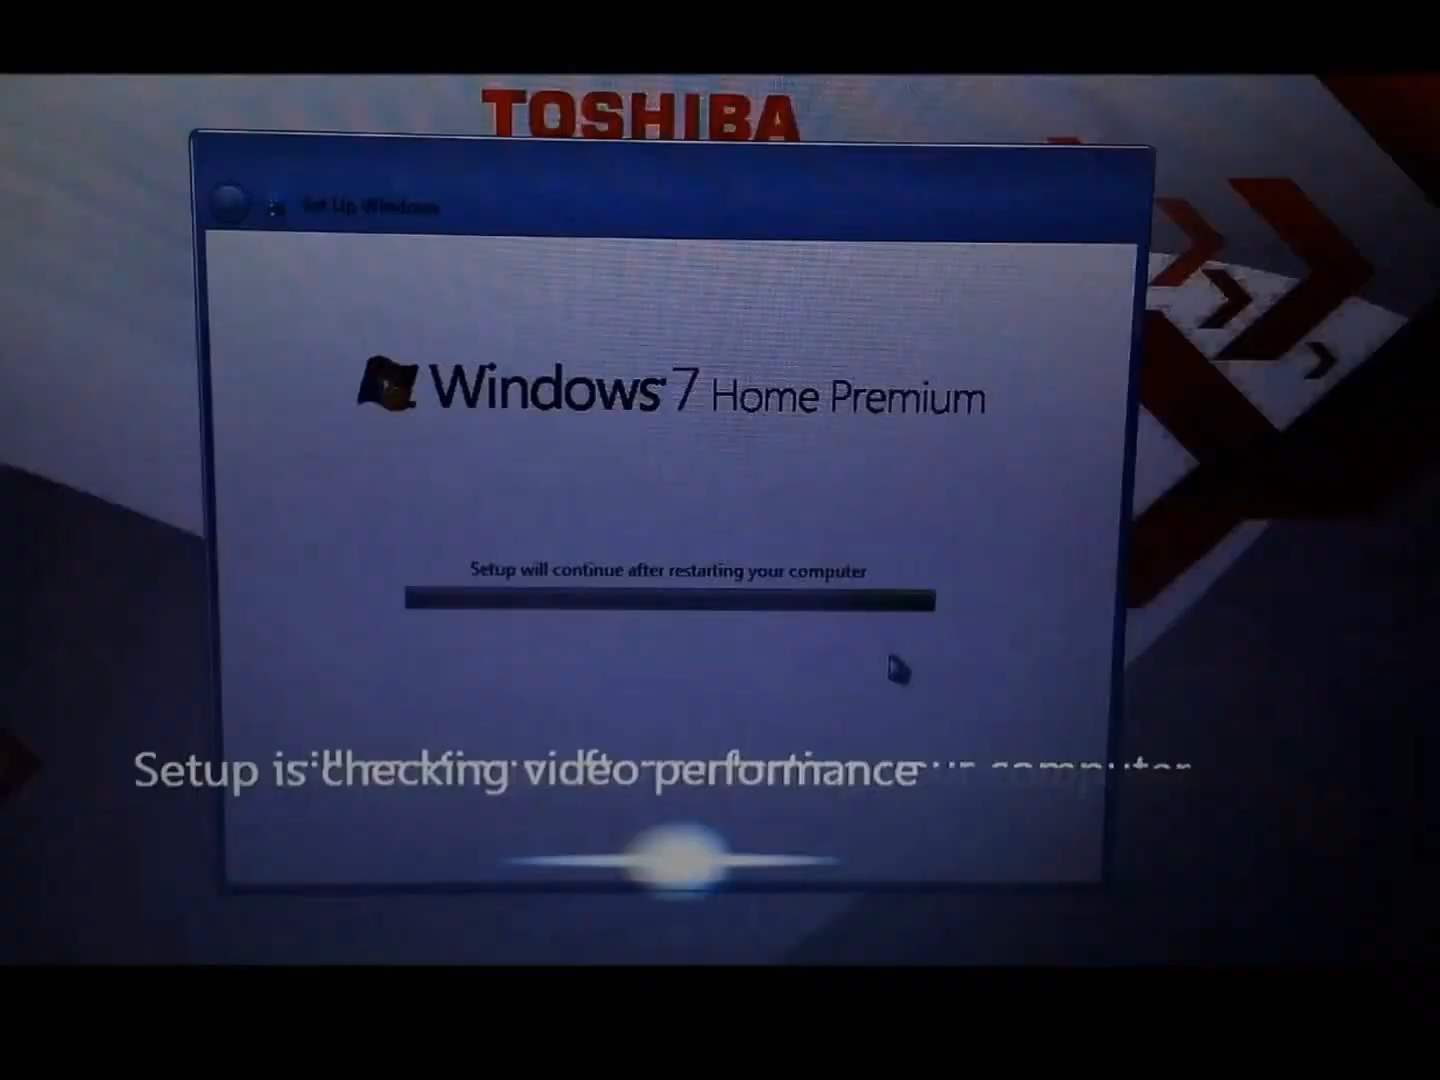 TOSHIBA
Set Up Windows
Windows 7 Home Premium
Setup will continue after restarting your computer
Setup is checking video performance
computer